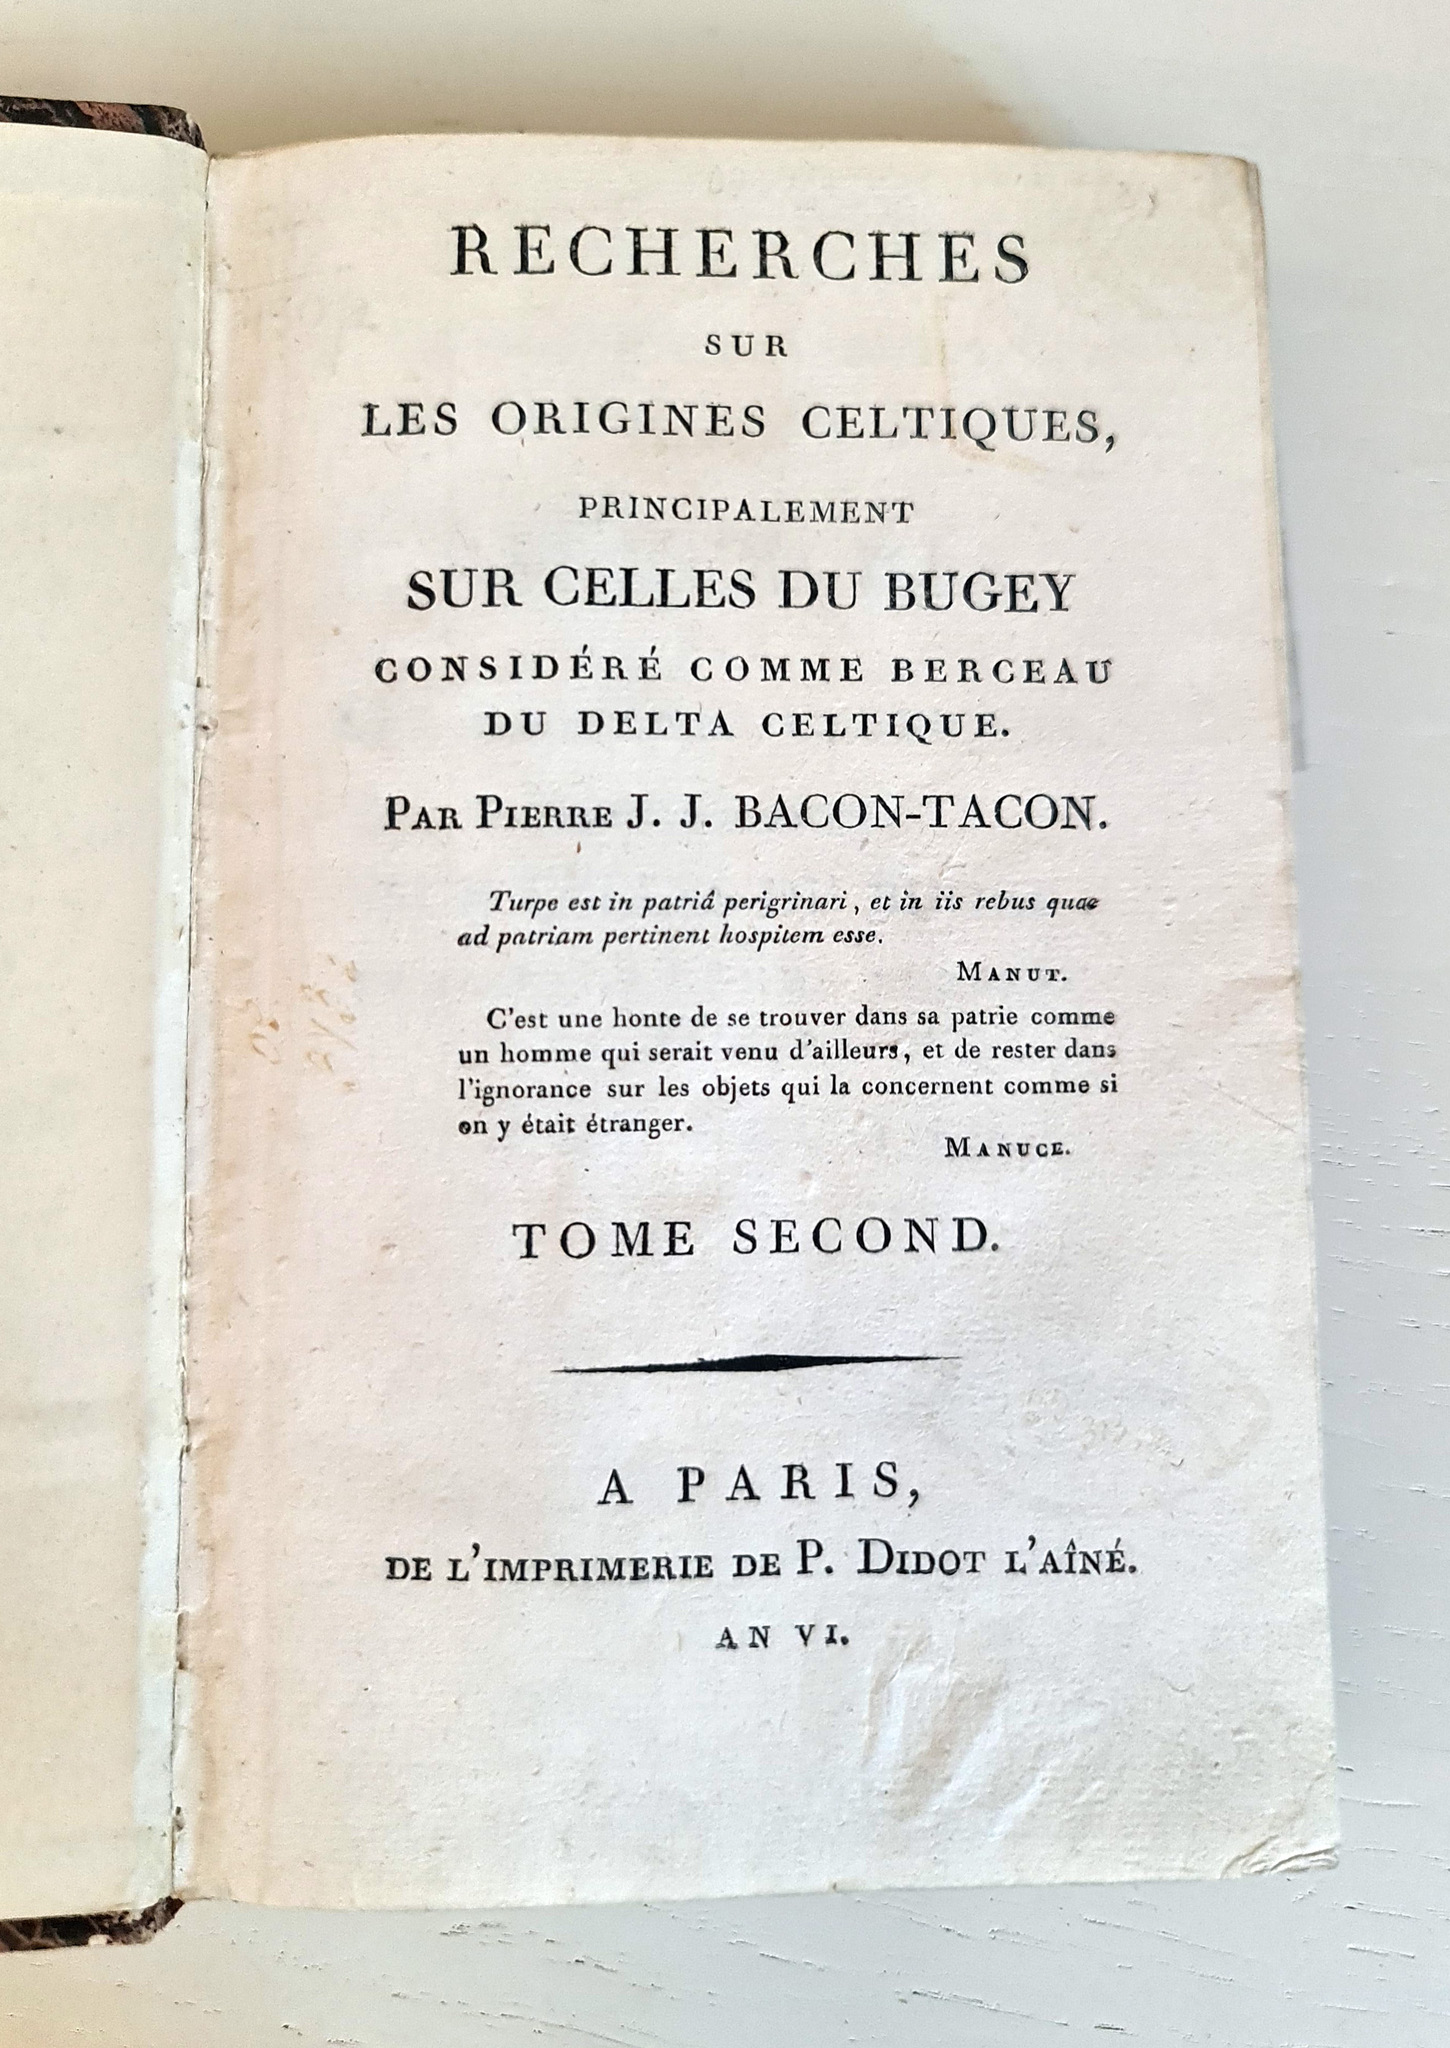 RECHERCHES
SUR
LES ORIGINES CELTIQUES,
PRINCIPALEMENT
SUR CELLES DU BUGEY
CONSIDÉRÉ COMME BERCEAU
DU DELTA CELTIQUE.
PAR PIERRE J. J. BACON-TACON.
Turpe est in patriâ perigrinari, et in iis rebus quae
ad patriam pertinent hospitem esse.
MANUT.
C'est une honte de se trouver dans sa patrie comme
un homme qui serait venu d'ailleurs, et de rester dans
l'ignorance sur les objets qui la concernent comme si
on y était étranger.
MANUCE.
TOME SECOND.
A PARIS,
DE L'IMPRIMERIE DE P. DIDOT L'AÎNÉ.
AN VI.